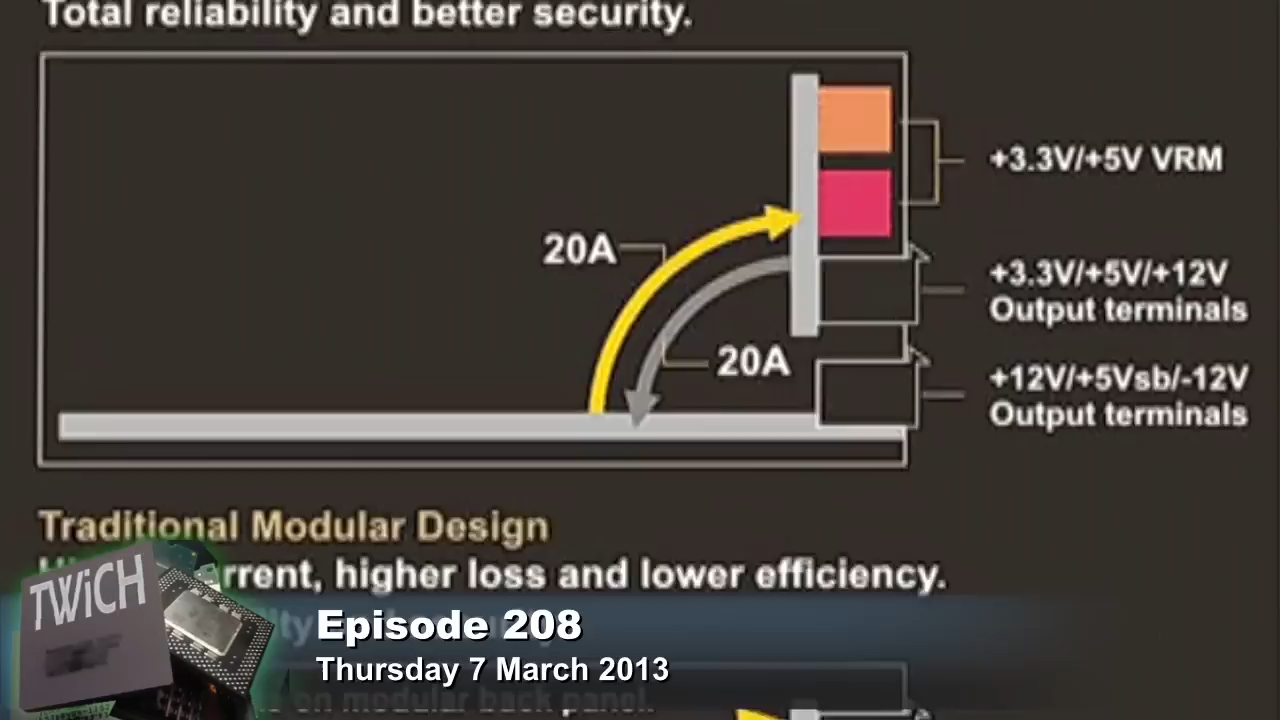 Total reliability and better security.
+3.3V/+5V VRM
20A
+3.3V/+5V/+12V
Output terminals
20A
+12V/+5Vsb/-12V
Output terminals
Traditional Modular Design
rrent, higher loss and lower efficiency.
TWiCH
Episode 208
Thursday 7 March 2013
on modular back panel.